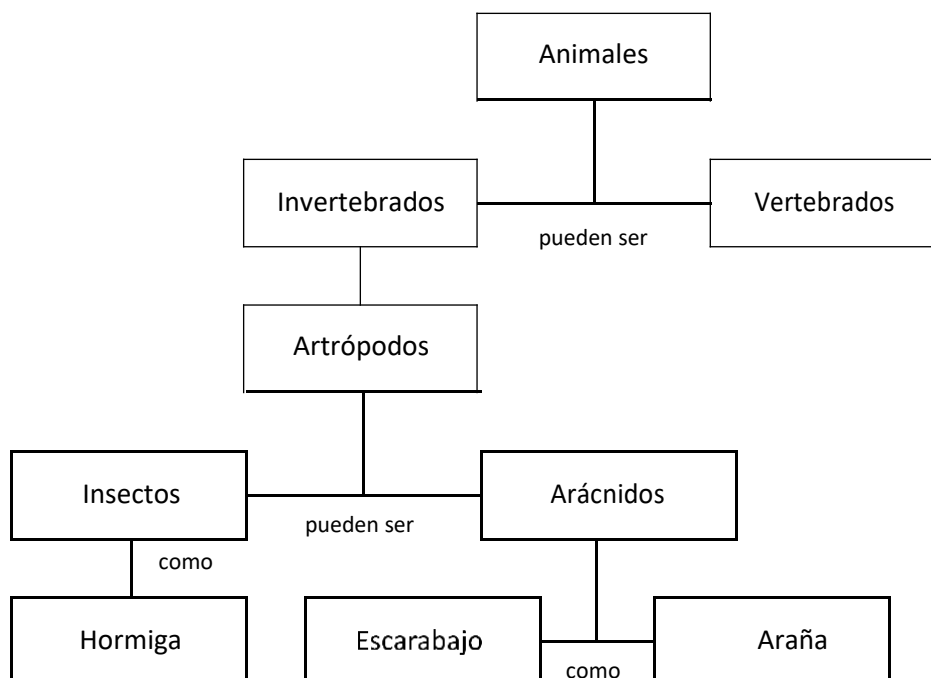 Animales
Invertebrados
Vertebrados
pueden ser
Artrópodos
Insectos
Arácnidos
pueden ser
como
Hormiga
Escarabajo
Araña
como